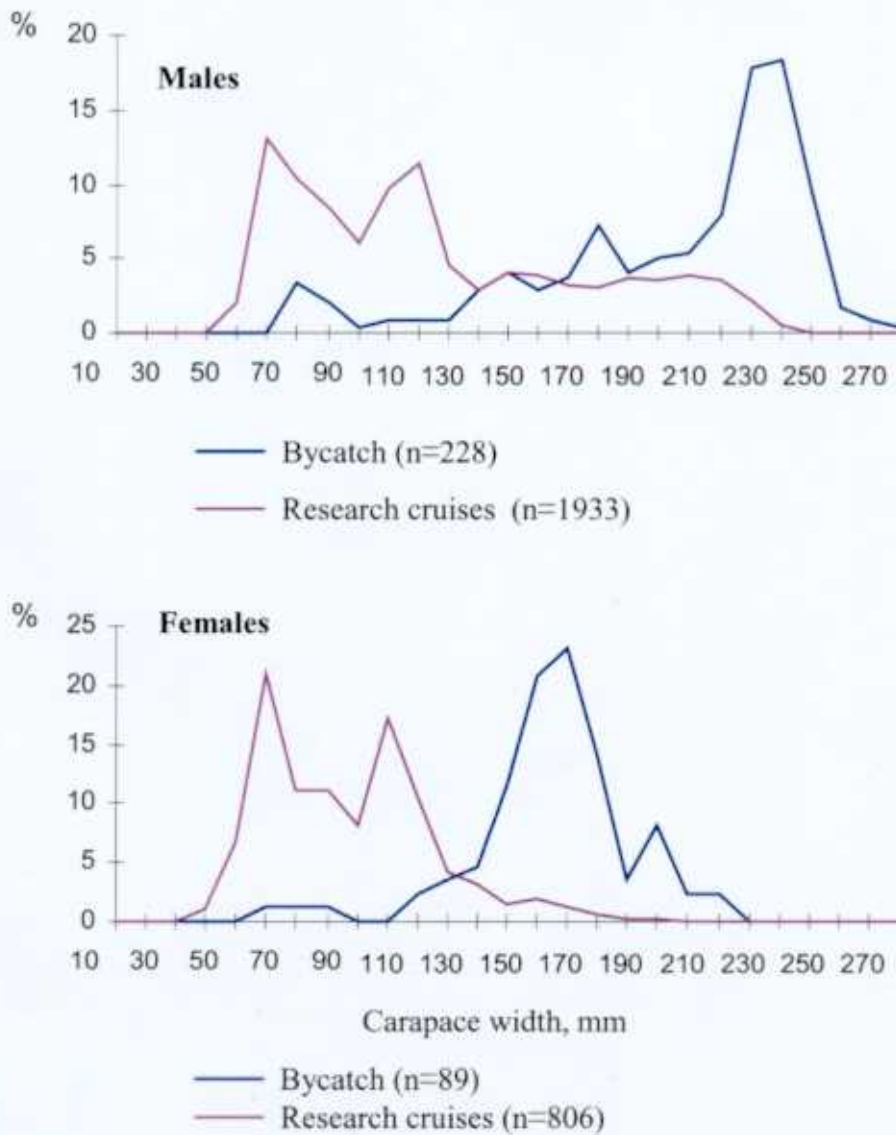 % 20
Males
15
10
5
0
10 30 50 70 90 110 130 150 170 190 210 230 250 270
Bycatch (n=228)
Research cruises (n=1933)
% 25
Females
20
15
10
5
0
10 30 50 70 90 110 130 150 170 190 210 230 250 270
Carapace width, mm
Bycatch (n=89)
Research cruises (n=806)